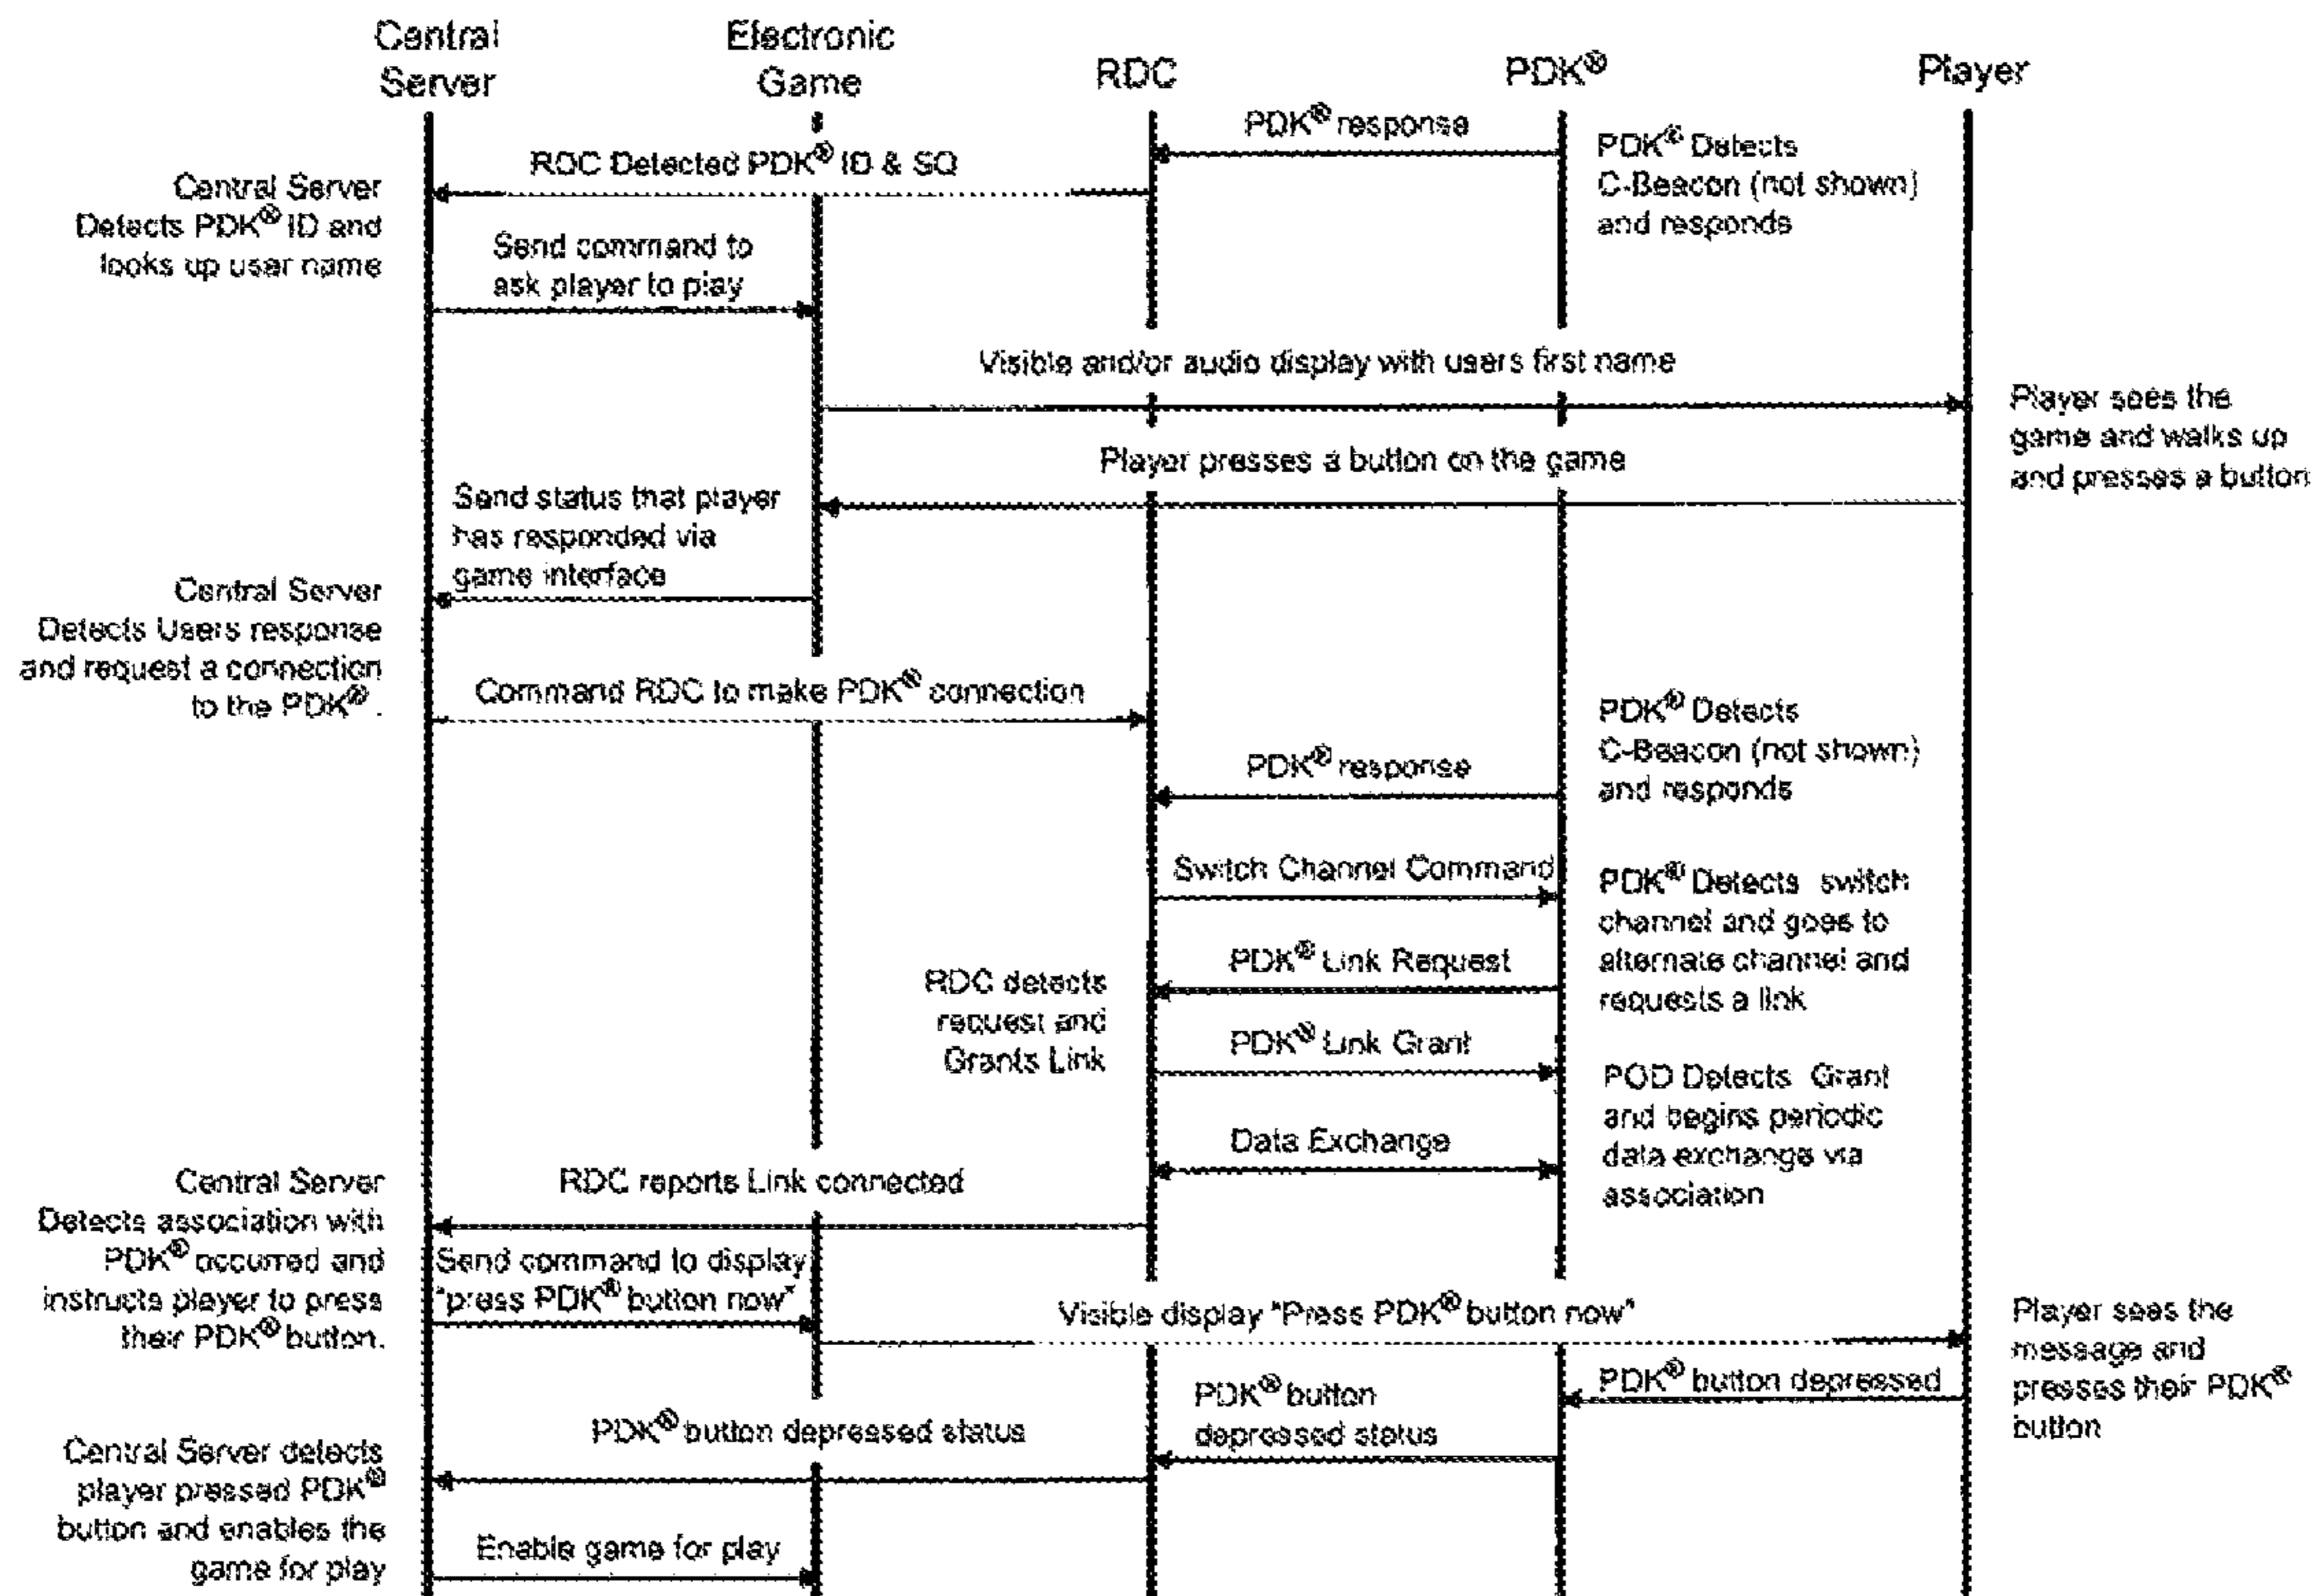 Central
Server
Electronic
Game
RDC
PDK®
Player
PDK® response
PDK® Detects
C-Beacon (not shown)
and responds
RDC Detected PDK® ID & SQ
Central Server
Detects PDK® ID and
looks up user name
Send command to
ask player to play
Visible and/or audio display with users first name
Player sees the
game and walks up
and presses a button
Player presses a button on the game
Send status that player
has responded via
game interface
Central Server
Detects Users response
and request a connection
to the PDK® .
Command RDC to make PDK® connection
PDK® Detects
C-Beacon (not shown)
and responds
PDK® response
Switch Channel Command
PDK® Detects switch
channel and goes to
alternate channel and
requests a link
PDK® Link Request
RDC detects
request and
Grants Link
PDK® Link Grant
POD Detects Grant
and begins periodic
data exchange via
association
Data Exchange
RDC reports Link connected
Central Server
Detects association with
PDK® occurred and
instructs player to press
their PDK® button.
Send command to display
"press PDK® button now"
Visible display "Press PDK® button now"
Player sees the
message and
presses their PDK®
button
PDK® button depressed
PDK® button
depressed status
PDK® button depressed status
Central Server detects
player pressed PDK®
button and enables the
game for play
Enable game for play